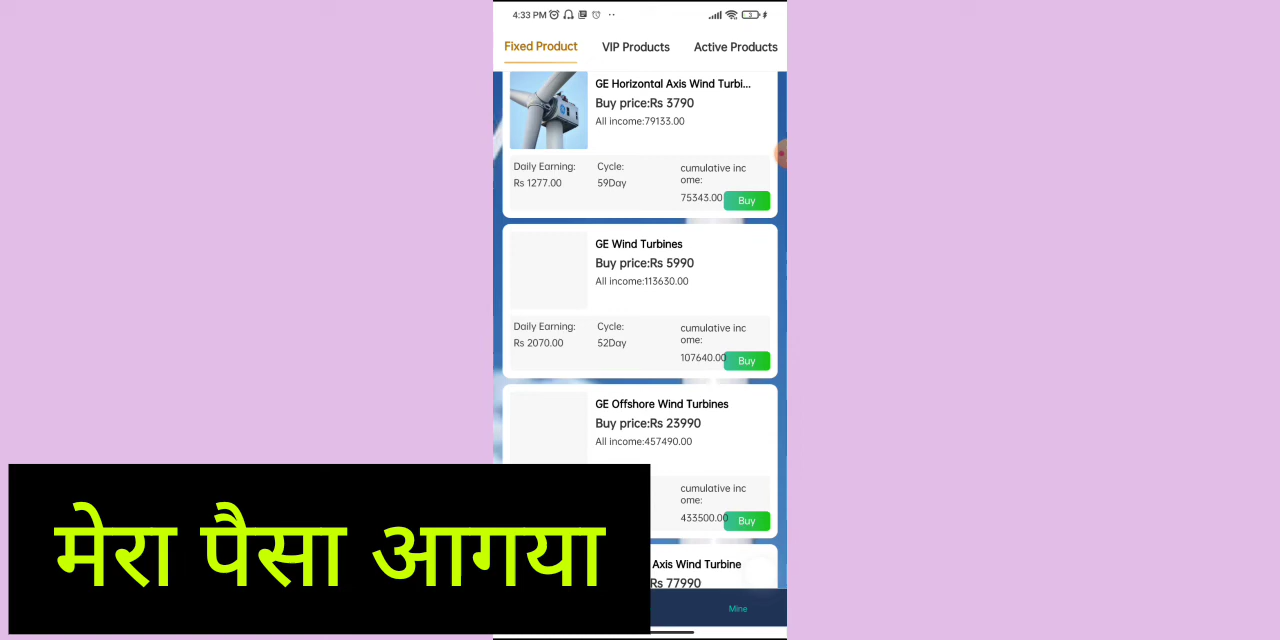 4:33 PM
Fixed Product VIP Products Active Products
GE Horizontal Axis Wind Turbi...
Buy price:Rs 3790
All income:79133.00
Daily Earning: Cycle: cumulative inc
ome:
Rs 1277.00 59Day
75343.00 Buy
GE Wind Turbines
Buy price:Rs 5990
All income:113630.00
Daily Earning: Cycle: cumulative inc
ome:
Rs 2070.00 52Day
107640.00 Buy
GE Offshore Wind Turbines
Buy price:Rs 23990
All income:457490.00
cumulative inc
ome:
433500.00 Buy
Axis Wind Turbine
Rs 77990
मेरा पैसा आगया
Mine